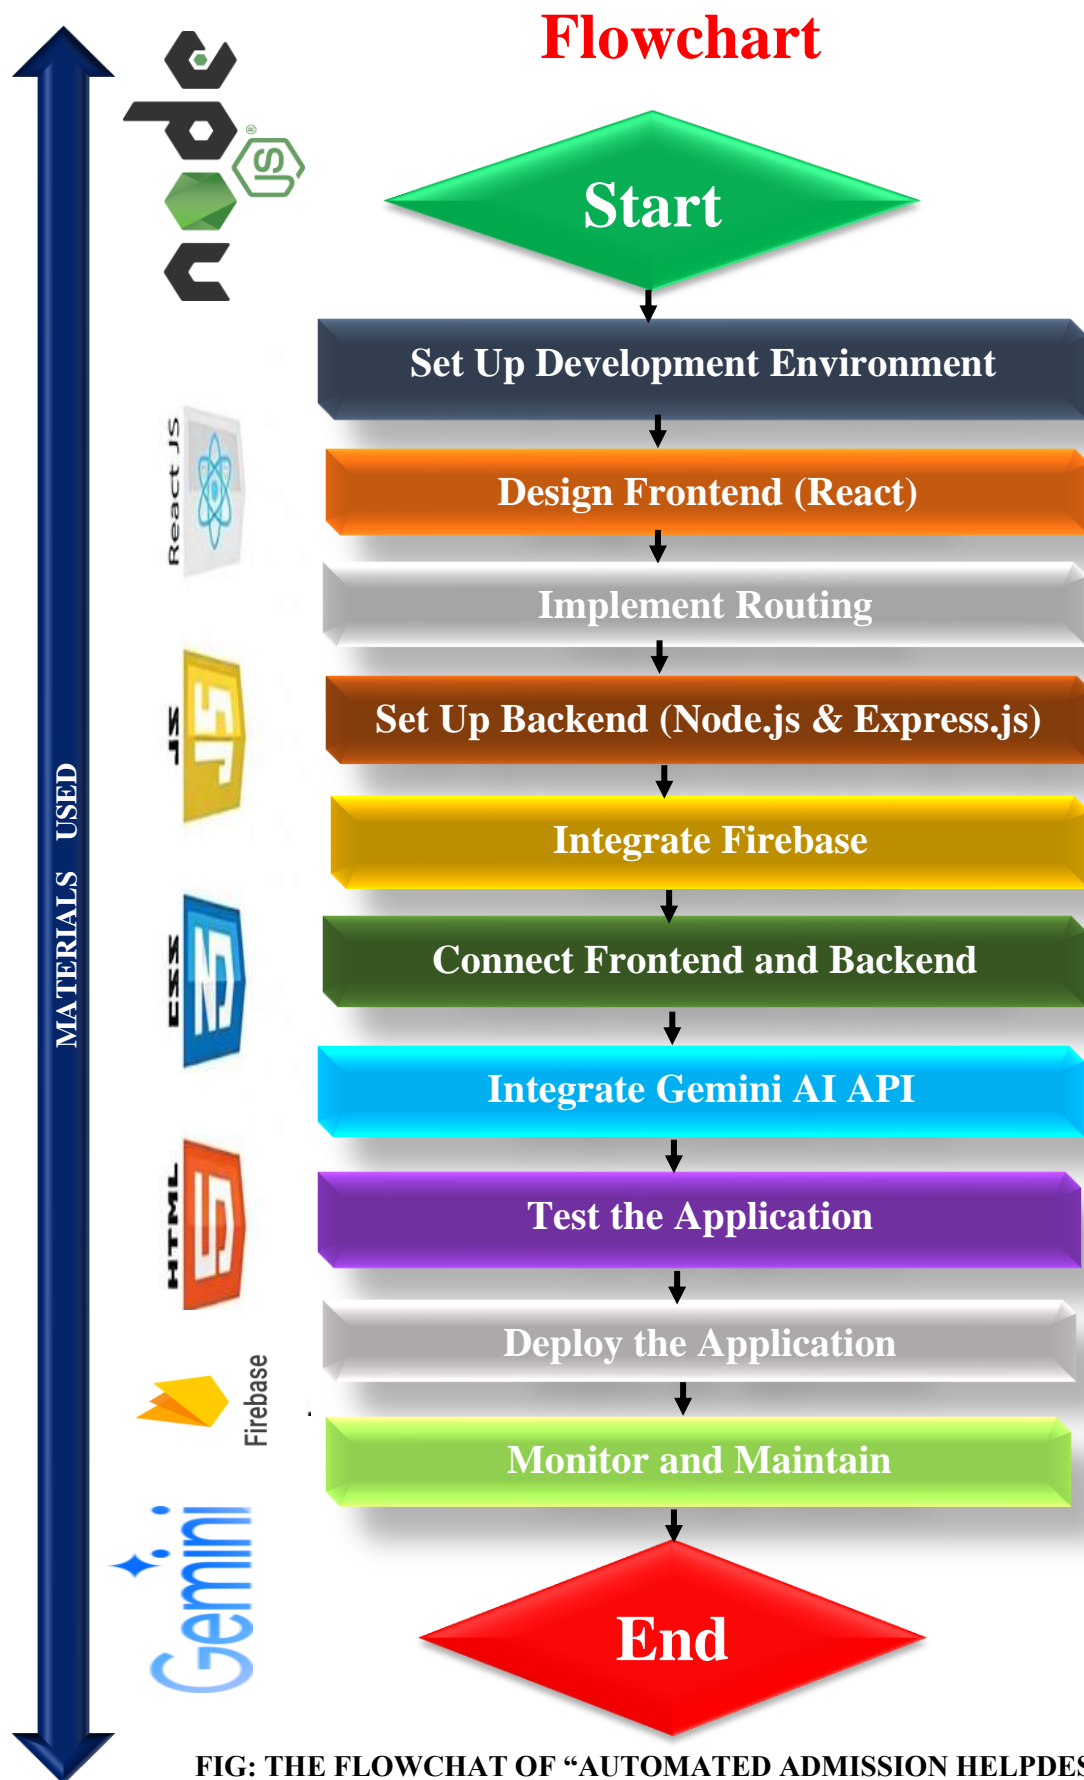 Flowchart
Start
Set Up Development Environment
Design Frontend (React)
Implement Routing
Set Up Backend (Node.js & Express.js)
Integrate Firebase
Connect Frontend and Backend
Integrate Gemini AI API
Test the Application
Deploy the Application
Monitor and Maintain
End
MATERIALS USED
node
JS®
React JS
JS
CSS
HTML
Firebase
Gemini
FIG: THE FLOWCHAT OF “AUTOMATED ADMISSION HELPDES